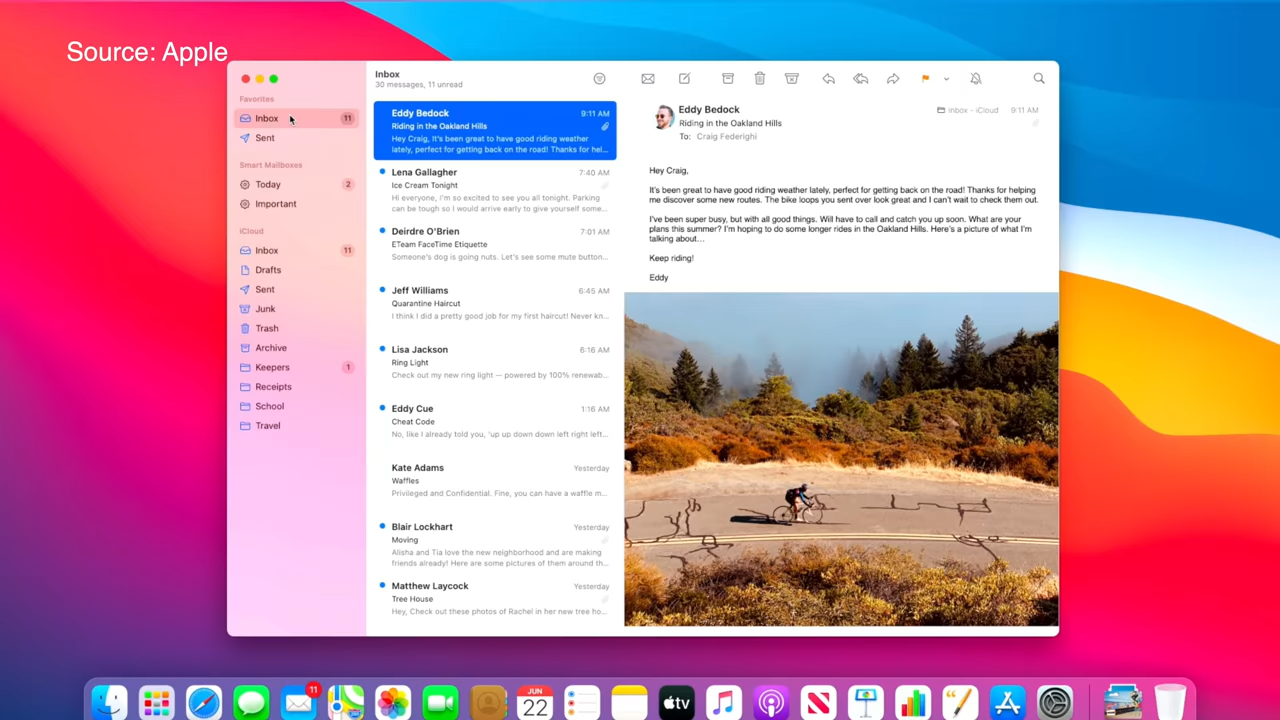 Source: Apple
Favorites
Inbox 11
Sent
Smart Mailboxes
Today 2
Important
iCloud
Inbox 11
Drafts
Sent
Junk
Trash
Archive
Keepers 1
Receipts
School
Travel
Inbox
30 messages, 11 unread
Eddy Bedock 9:11 AM
Riding in the Oakland Hills
Hey Craig, It's been great to have good riding weather
lately, perfect for getting back on the road! Thanks for hel...
Lena Gallagher 7:40 AM
Ice Cream Tonight
Hi everyone, I'm so excited to see you all tonight. Parking
can be tough so I would arrive early to give yourself some...
Deirdre O'Brien 7:01 AM
ETeam FaceTime Etiquette
Someone's dog is going nuts. Let's see some mute button...
Jeff Williams 6:45 AM
Quarantine Haircut
I think I did a pretty good job for my first haircut! Never kn...
Lisa Jackson 6:16 AM
Ring Light
Check out my new ring light — powered by 100% renewab...
Eddy Cue 1:16 AM
Cheat Code
No, like I already told you, 'up up down down left right left...
Kate Adams Yesterday
Waffles
Privileged and Confidential. Fine, you can have a waffle m...
Blair Lockhart Yesterday
Moving
Alisha and Tia love the new neighborhood and are making
friends already! Here are some pictures of them around th...
Matthew Laycock Yesterday
Tree House
Hey, Check out these photos of Rachel in her new tree ho...
Eddy Bedock Inbox - iCloud 9:11 AM
Riding in the Oakland Hills
To: Craig Federighi
Hey Craig,
It's been great to have good riding weather lately, perfect for getting back on the road! Thanks for helping
me discover some new routes. The bike loops you sent over look great and I can't wait to check them out.
I've been super busy, but with all good things. Will have to call and catch you up soon. What are your
plans this summer? I'm hoping to do some longer rides in the Oakland Hills. Here's a picture of what I'm
talking about...
Keep riding!
Eddy
11
JUN
22
tv